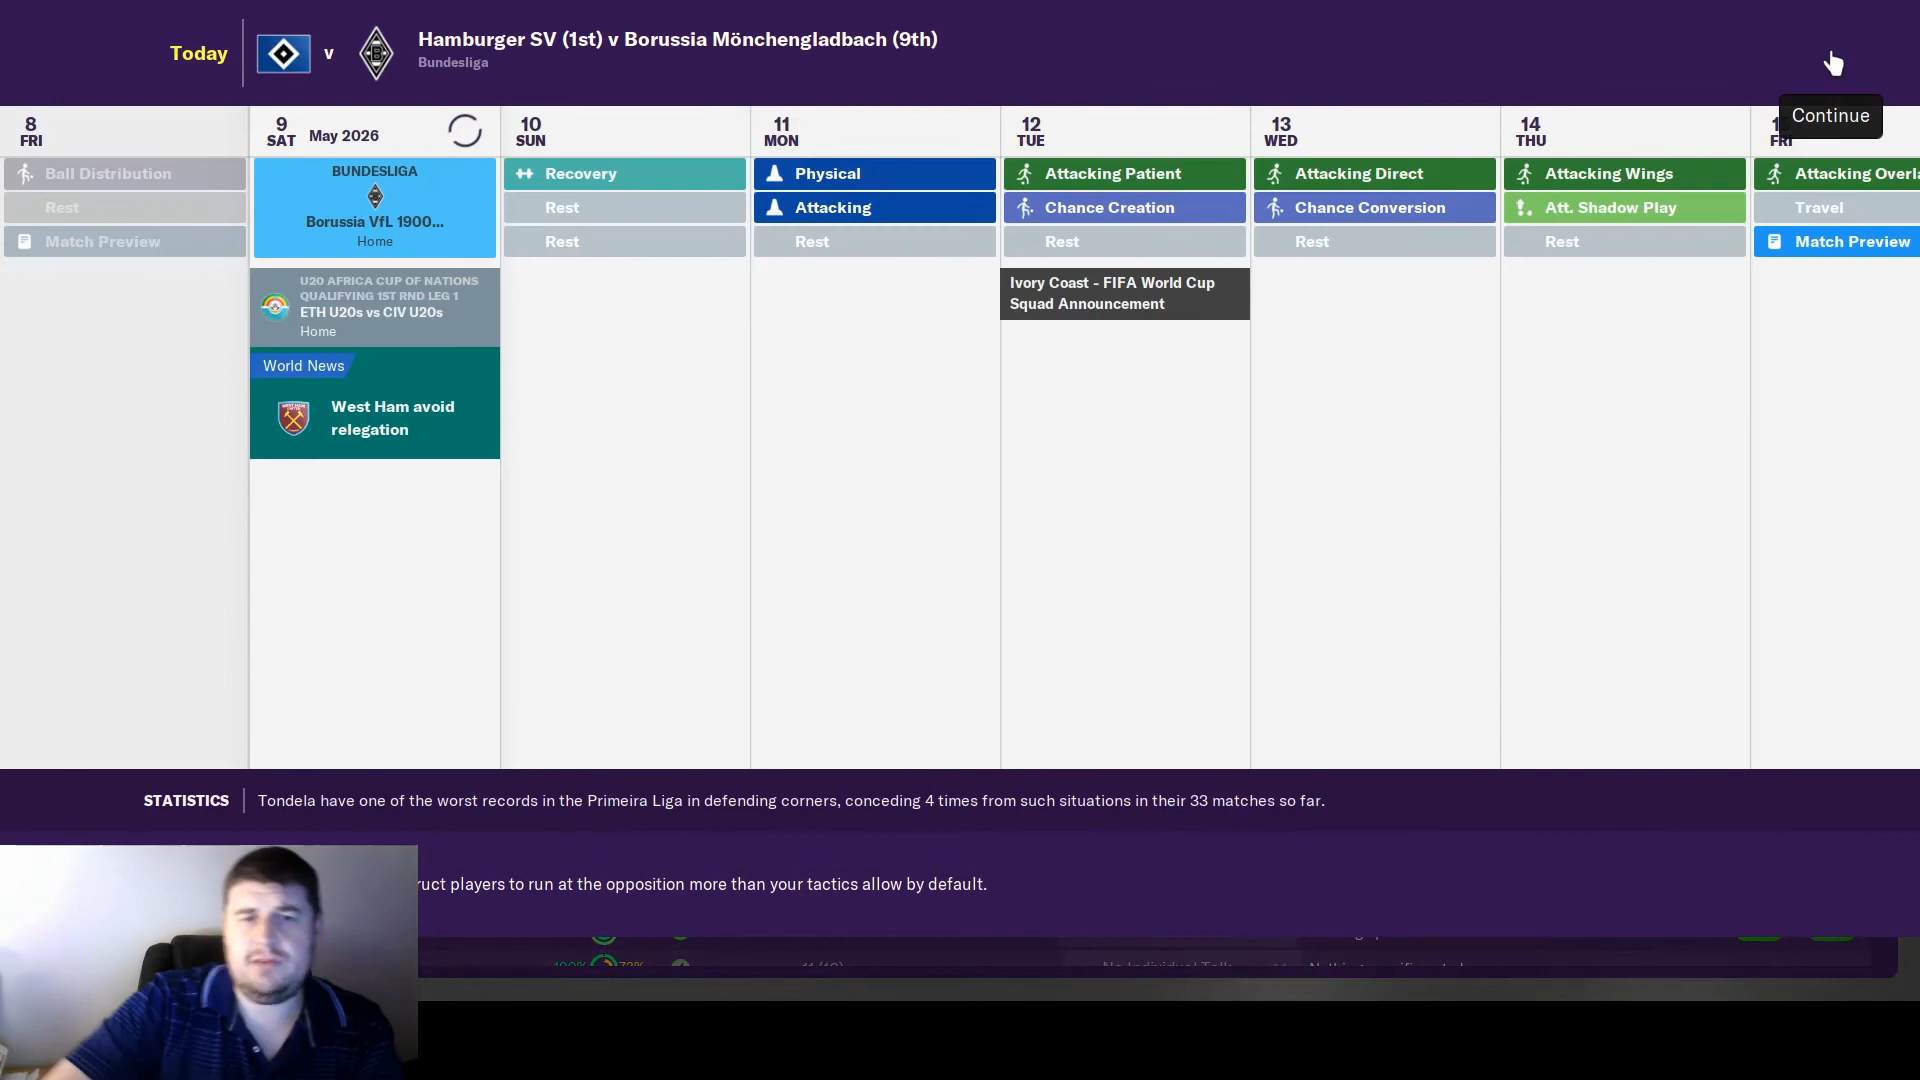 Today
v
Hamburger SV (1st) v Borussia Mönchengladbach (9th)
Bundesliga
Continue
8
FRI
9
SAT May 2026
10
SUN
11
MON
12
TUE
13
WED
14
THU
FRI
Ball Distribution
Rest
Match Preview
BUNDESLIGA
Borussia VfL 1900...
Home
Recovery
Rest
Rest
Physical
Attacking
Rest
Attacking Patient
Chance Creation
Rest
Attacking Direct
Chance Conversion
Rest
Attacking Wings
Att. Shadow Play
Rest
Attacking Overla
Travel
Match Preview
U20 AFRICA CUP OF NATIONS
QUALIFYING 1ST RND LEG 1
ETH U20s vs CIV U20s
Home
Ivory Coast - FIFA World Cup
Squad Announcement
World News
West Ham avoid
relegation
STATISTICS Tondela have one of the worst records in the Primeira Liga in defending corners, conceding 4 times from such situations in their 33 matches so far.
ruct players to run at the opposition more than your tactics allow by default.